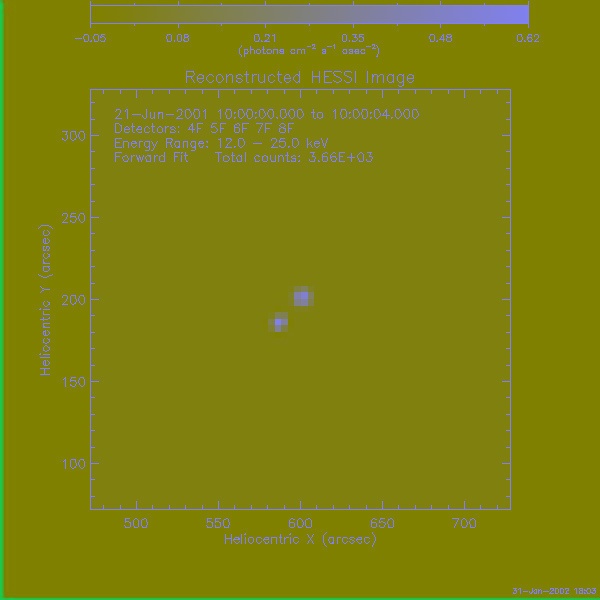 -0.05 0.08 0.21 0.35 0.48 0.62
(photons cm⁻² s⁻¹ asec⁻²)
Reconstructed HESSI Image
21-Jun-2001 10:00:00.000 to 10:00:04.000
Detectors: 4F 5F 6F 7F 8F
Energy Range: 12.0 - 25.0 keV
Forward Fit Total counts: 3.66E+03
300
250
200
150
100
Heliocentric Y (arcsec)
500 550 600 650 700
Heliocentric X (arcsec)
31-Jun-2002 18:03